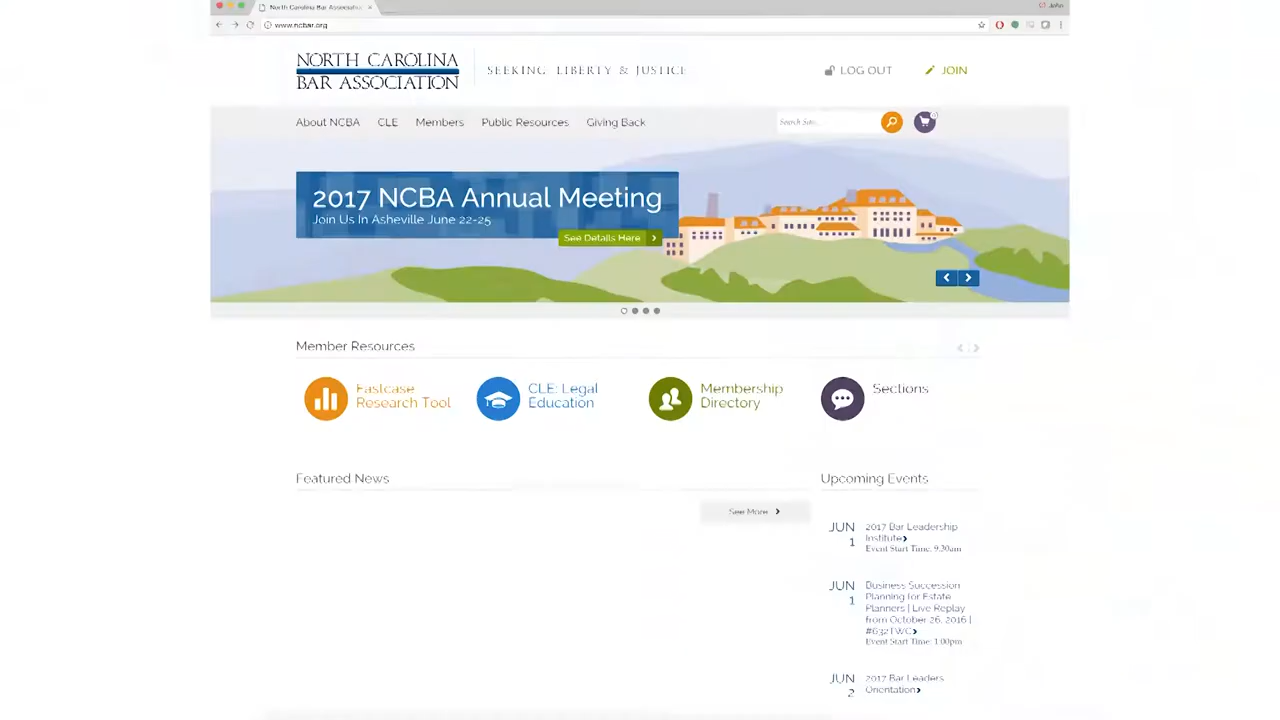 North Carolina Bar Associatio
John
www.ncbar.org
NORTH CAROLINA
BAR ASSOCIATION
SEEKING LIBERTY & JUSTICE
LOG OUT
JOIN
About NCBA
CLE
Members
Public Resources
Giving Back
Search Site...
0
2017 NCBA Annual Meeting
Join Us In Asheville June 22-25
See Details Here
Member Resources
Fastcase
Research Tool
CLE: Legal
Education
Membership
Directory
Sections
Featured News
See More
Upcoming Events
JUN
1
2017 Bar Leadership
Institute
Event Start Time: 9:30am
JUN
1
Business Succession
Planning for Estate
Planners | Live Replay
from October 26, 2016 |
#632TWC
Event Start Time: 1:00pm
JUN
2
2017 Bar Leaders
Orientation